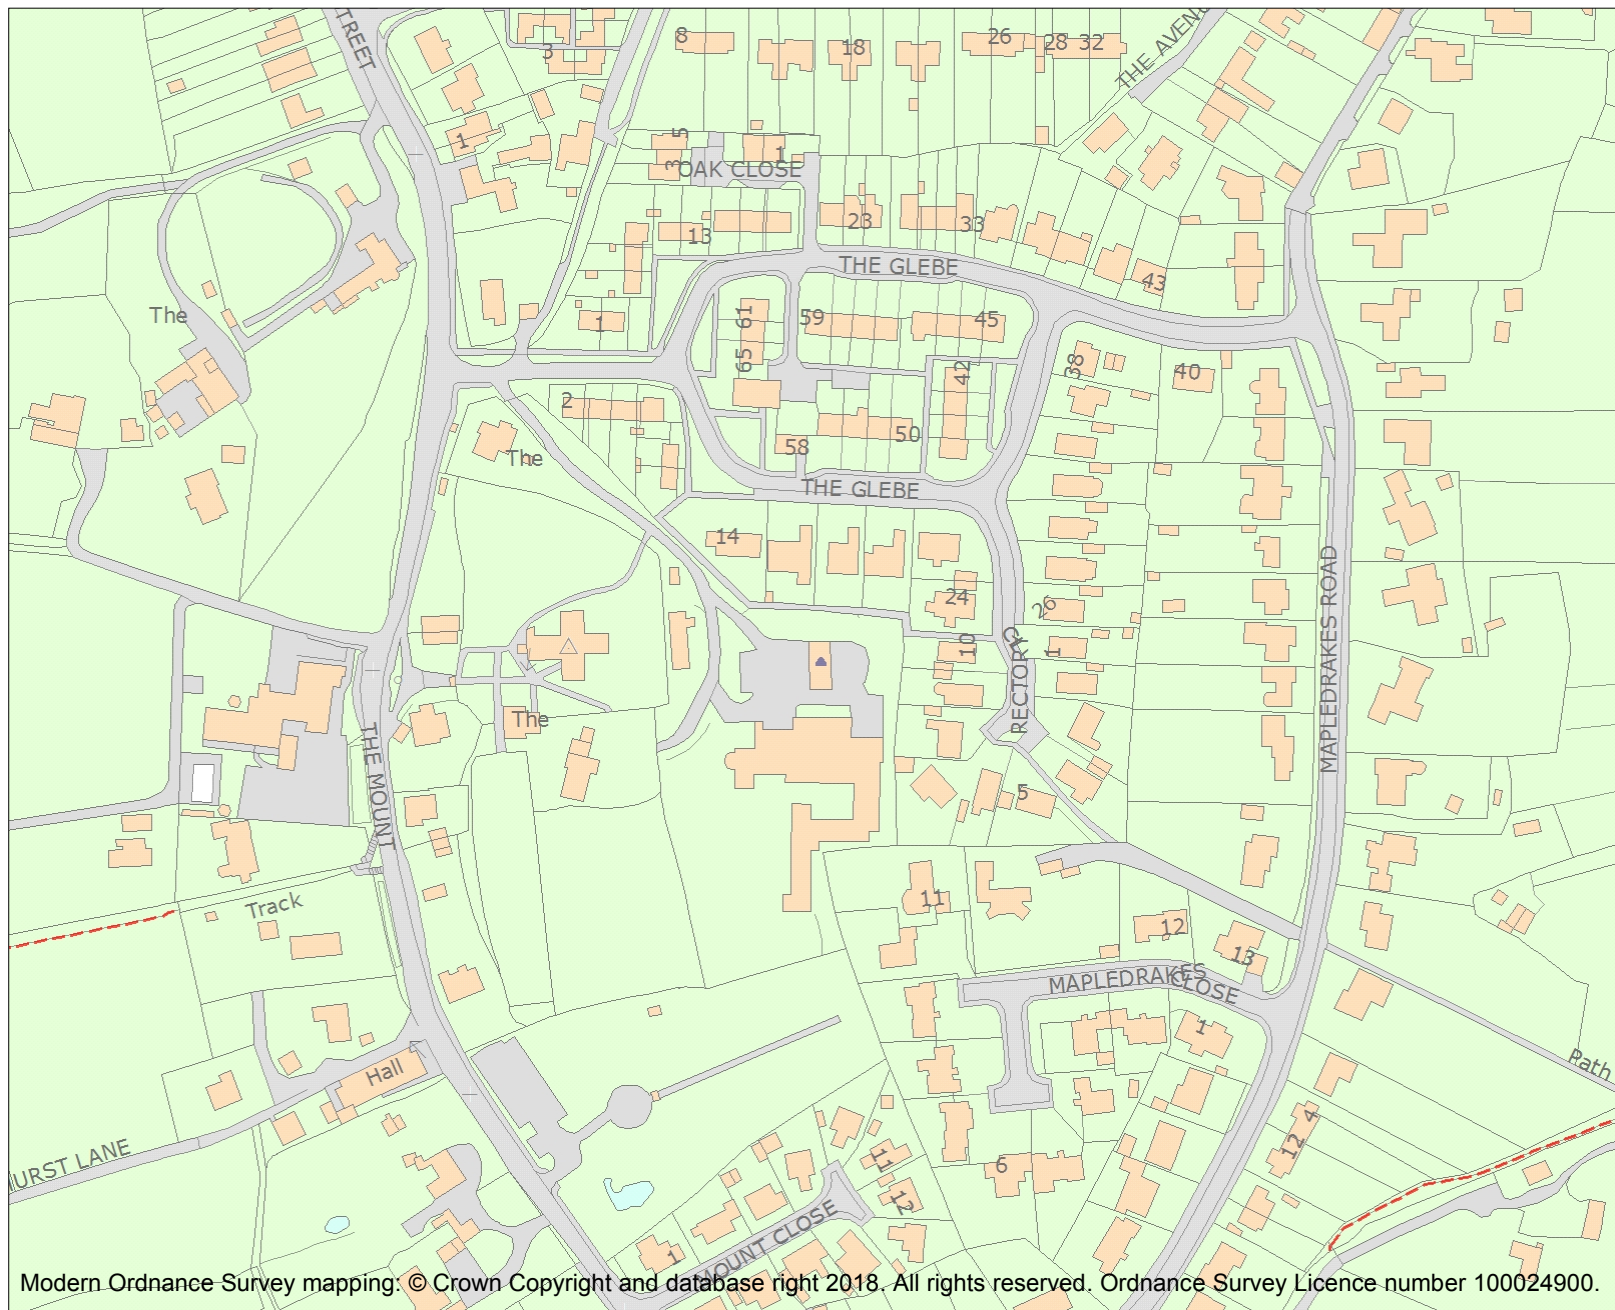 TREET
3
8
18
26
28
32
THE AVENU
1
5
3
1
OAK CLOSE
13
23
33
THE GLEBE
43
The
1
61
59
45
65
42
38
40
2
The
58
50
THE GLEBE
14
24
26
10
1
CL
RECTORY
MAPLEDRAKES ROAD
The
THE MOUNT
5
Track
11
12
13
MAPLEDRAKES
CLOSE
1
Hall
Path
4
12
HURST LANE
11
6
12
1
MOUNT CLOSE
Modern Ordnance Survey mapping: © Crown Copyright and database right 2018. All rights reserved. Ordnance Survey Licence number 100024900.